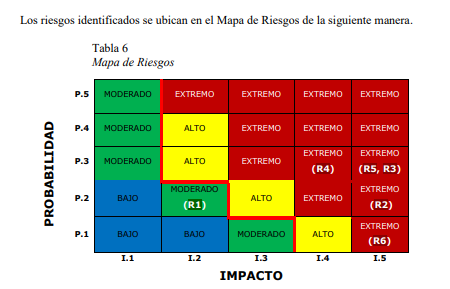 Los riesgos identificados se ubican en el Mapa de Riesgos de la siguiente manera.
Tabla 6
Mapa de Riesgos
PROBABILIDAD
P.5 MODERADO EXTREMO EXTREMO EXTREMO EXTREMO
P.4 MODERADO ALTO EXTREMO EXTREMO EXTREMO
P.3 MODERADO ALTO EXTREMO EXTREMO (R4) EXTREMO (R5, R3)
P.2 BAJO MODERADO (R1) ALTO EXTREMO EXTREMO (R2)
P.1 BAJO BAJO MODERADO ALTO EXTREMO (R6)
I.1 I.2 I.3 I.4 I.5
IMPACTO